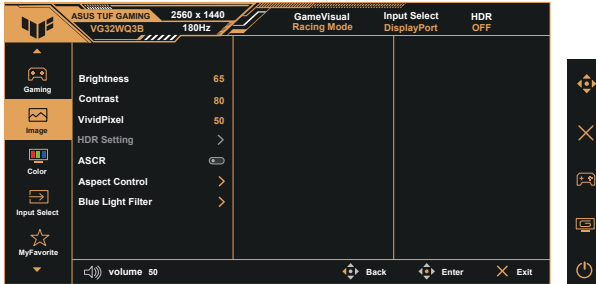 ASUS TUF GAMING 2560 x 1440 GameVisual Input Select HDR
VG32WQ3B 180Hz Racing Mode DisplayPort OFF
Gaming
Image
Color
Input Select
MyFavorite
Brightness 65
Contrast 80
VividPixel 50
HDR Setting
ASCR
Aspect Control
Blue Light Filter
volume 50 Back Enter Exit